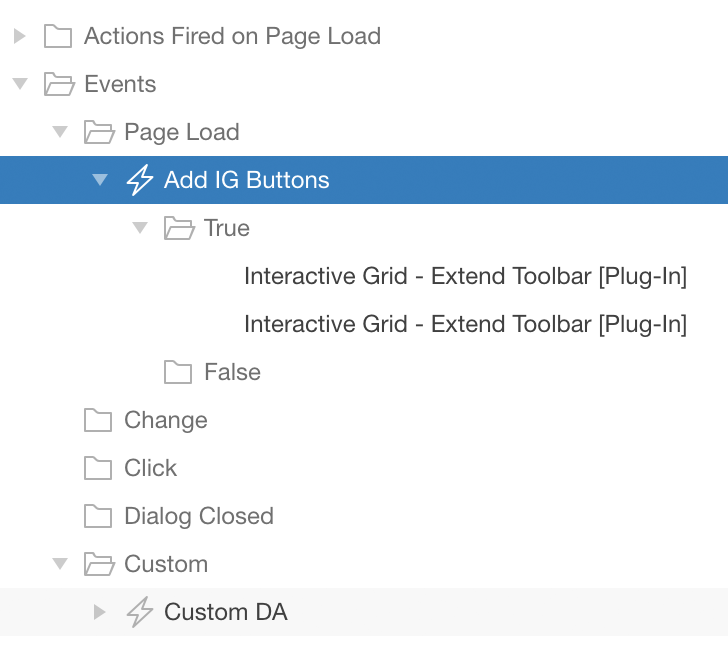 Actions Fired on Page Load
Events
Page Load
Add IG Buttons
True
Interactive Grid - Extend Toolbar [Plug-In]
Interactive Grid - Extend Toolbar [Plug-In]
False
Change
Click
Dialog Closed
Custom
Custom DA